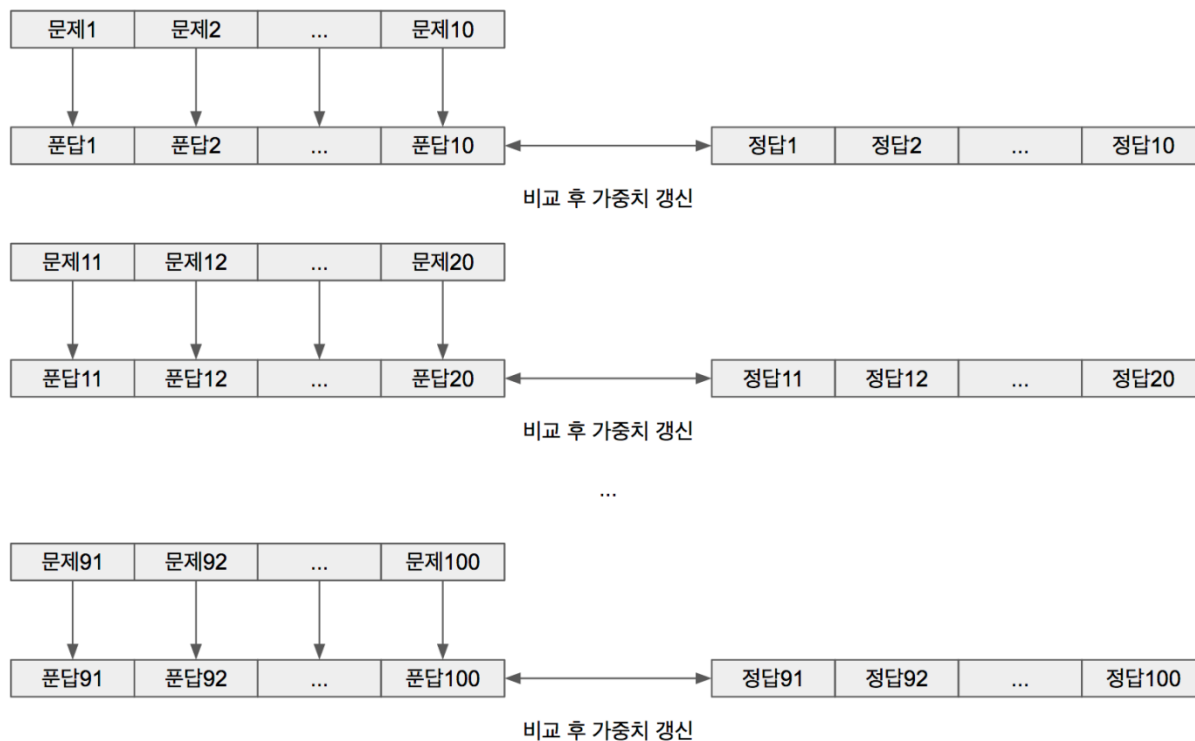 문제1 문제2 ... 문제10
푼답1 푼답2 ... 푼답10 정답1 정답2 ... 정답10
비교 후 가중치 갱신
문제11 문제12 ... 문제20
푼답11 푼답12 ... 푼답20 정답11 정답12 ... 정답20
비교 후 가중치 갱신
...
문제91 문제92 ... 문제100
푼답91 푼답92 ... 푼답100 정답91 정답92 ... 정답100
비교 후 가중치 갱신